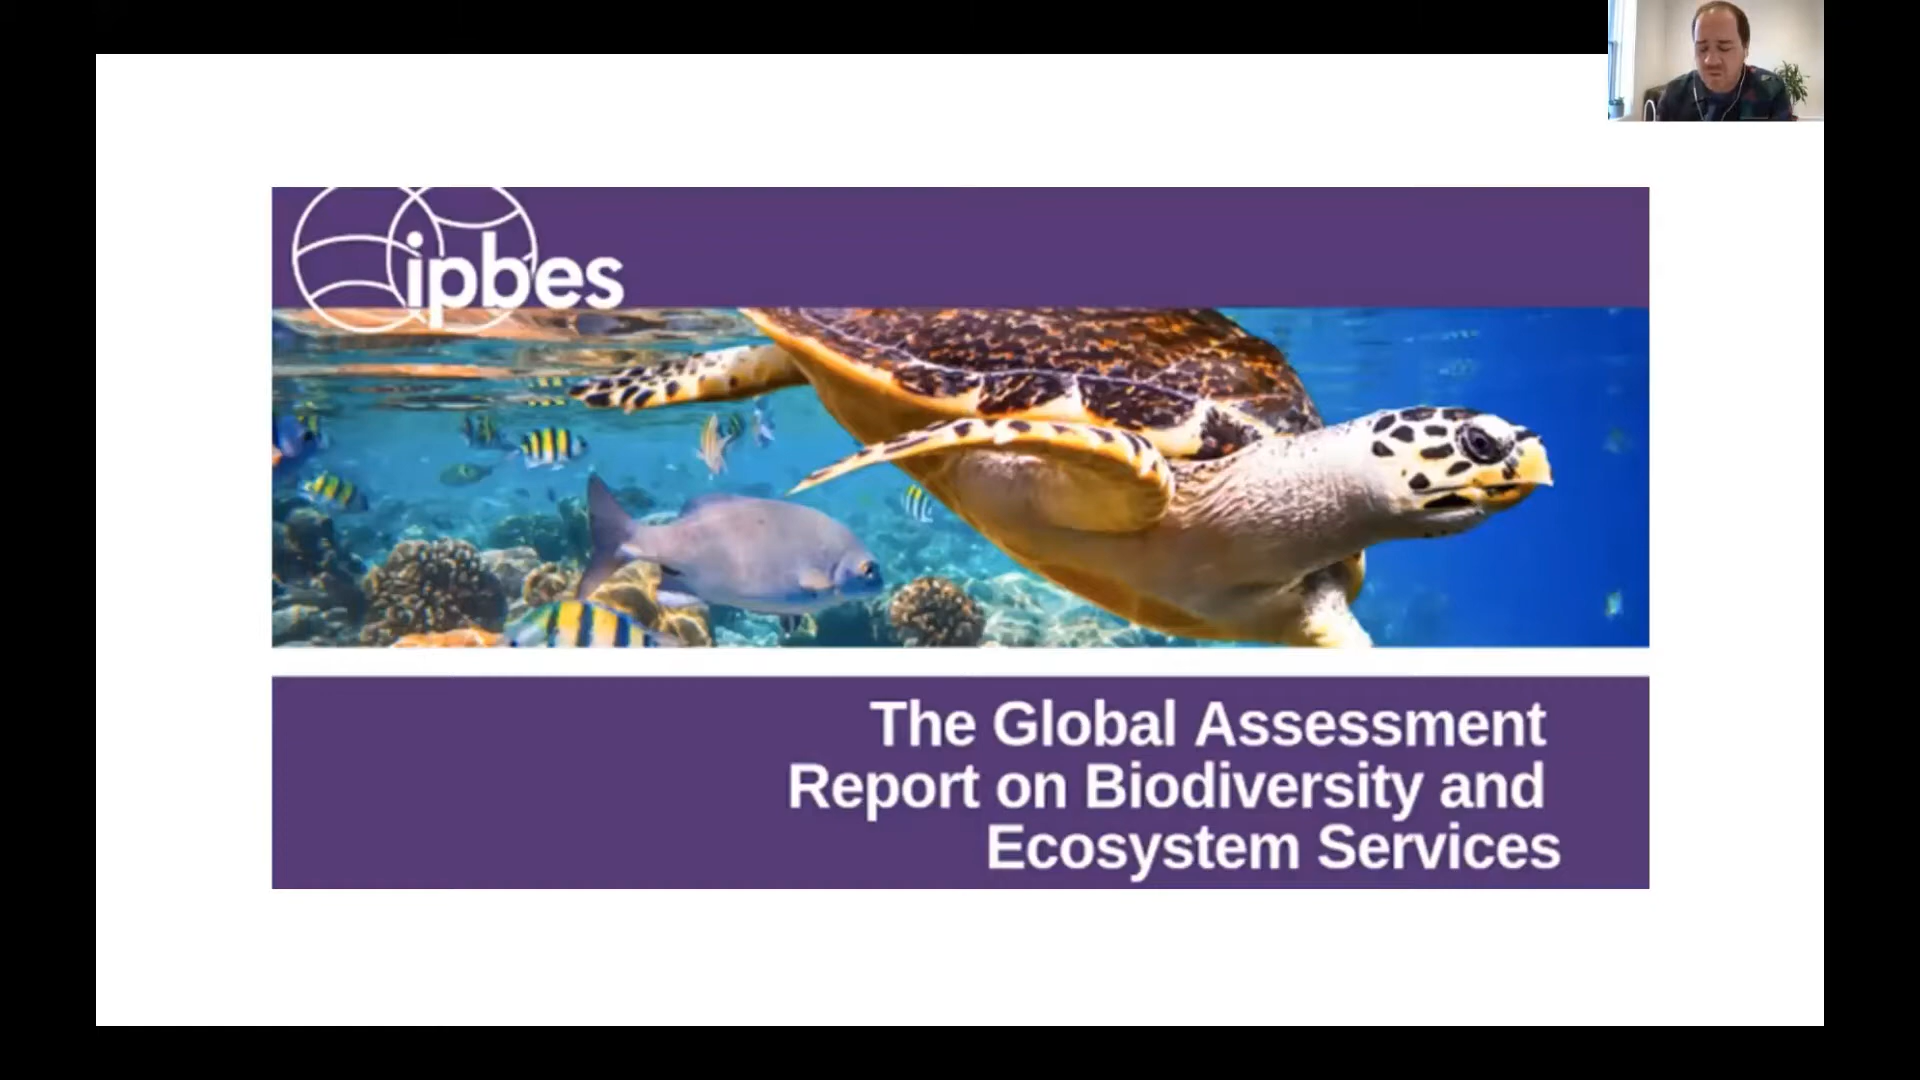 ipbes
The Global Assessment
Report on Biodiversity and
Ecosystem Services